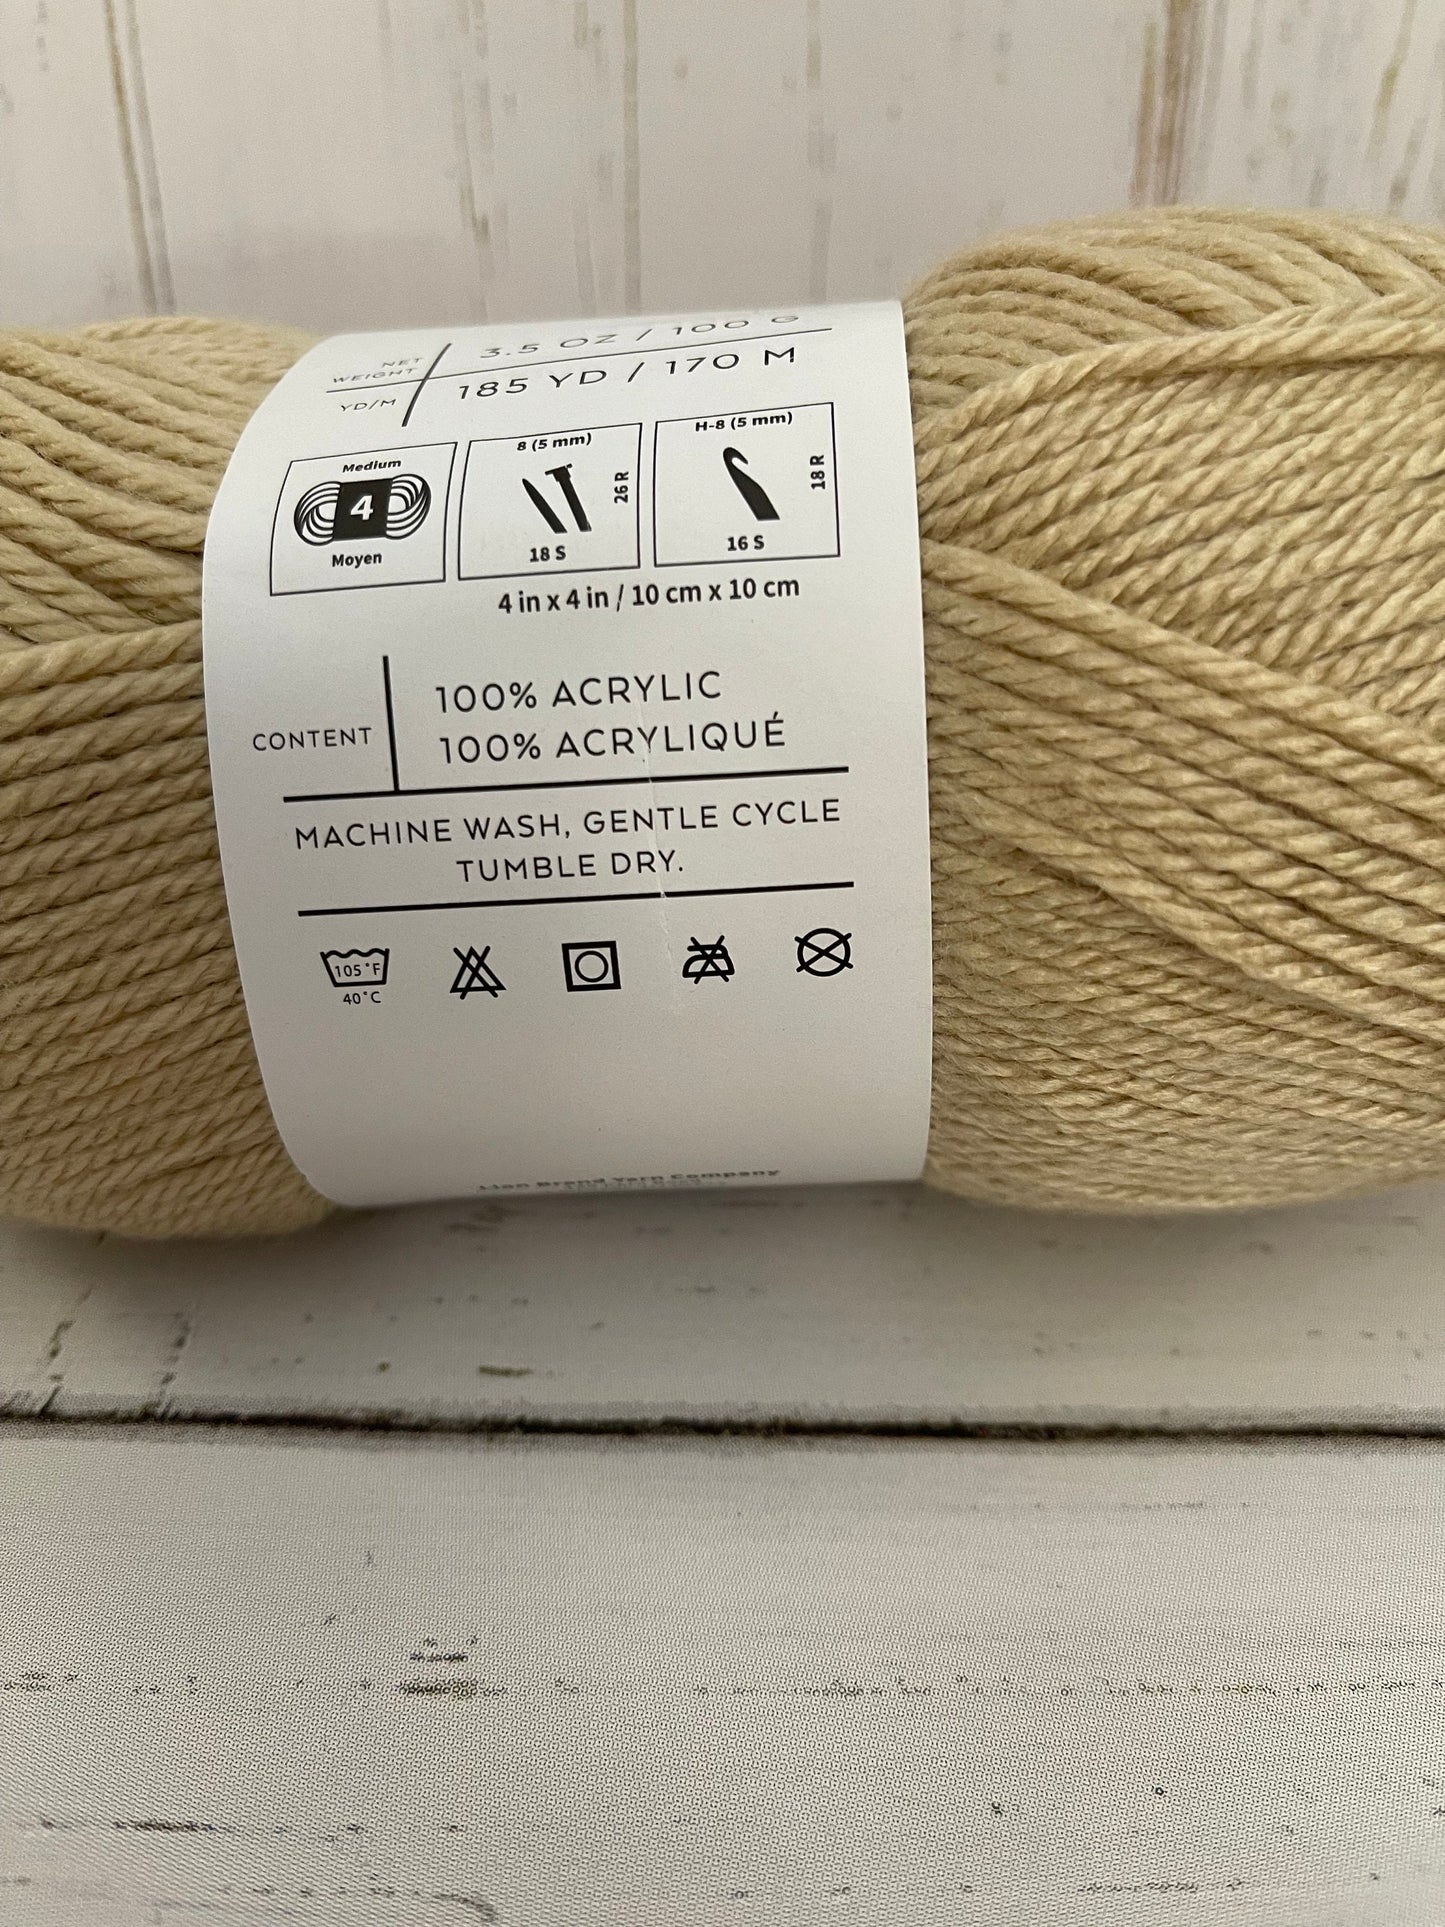 NET WEIGHT
3.5 OZ / 100 G
YD/M
185 YD / 170 M
Medium
4
Moyen
8 (5 mm)
26 R
18 S
H-8 (5 mm)
18 R
16 S
4 in x 4 in / 10 cm x 10 cm
CONTENT
100% ACRYLIC
100% ACRYLIQUÉ
MACHINE WASH, GENTLE CYCLE
TUMBLE DRY.
105°F
40°C
Lion Brand Yarn Company